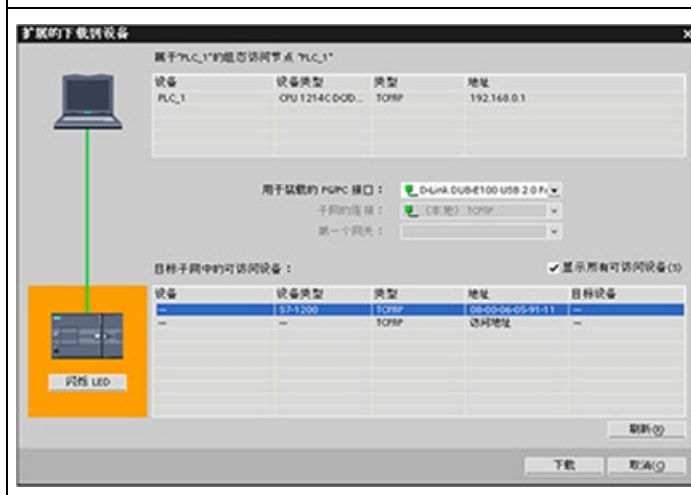 扩展的下载到设备
属于"PLC_1"的组态访问节点 "PLC_1"
设备 设备类型 类型 地址
PLC_1 CPU 1214C DC/D... TCP/IP 192.168.0.1
用于装载的 PG/PC 接口：
D-Link DUB-E100 USB 2.0 Fa
子网的连接：
（本地） TCP/IP
第一个网关：
目标子网中的可访问设备：
显示所有可访问设备(S)
设备 设备类型 类型 地址 目标设备
— S7-1200 TCP/IP 08-00-06-05-91-11 —
— — TCP/IP 访问地址 —
闪烁 LED
刷新(R)
下载 取消(C)